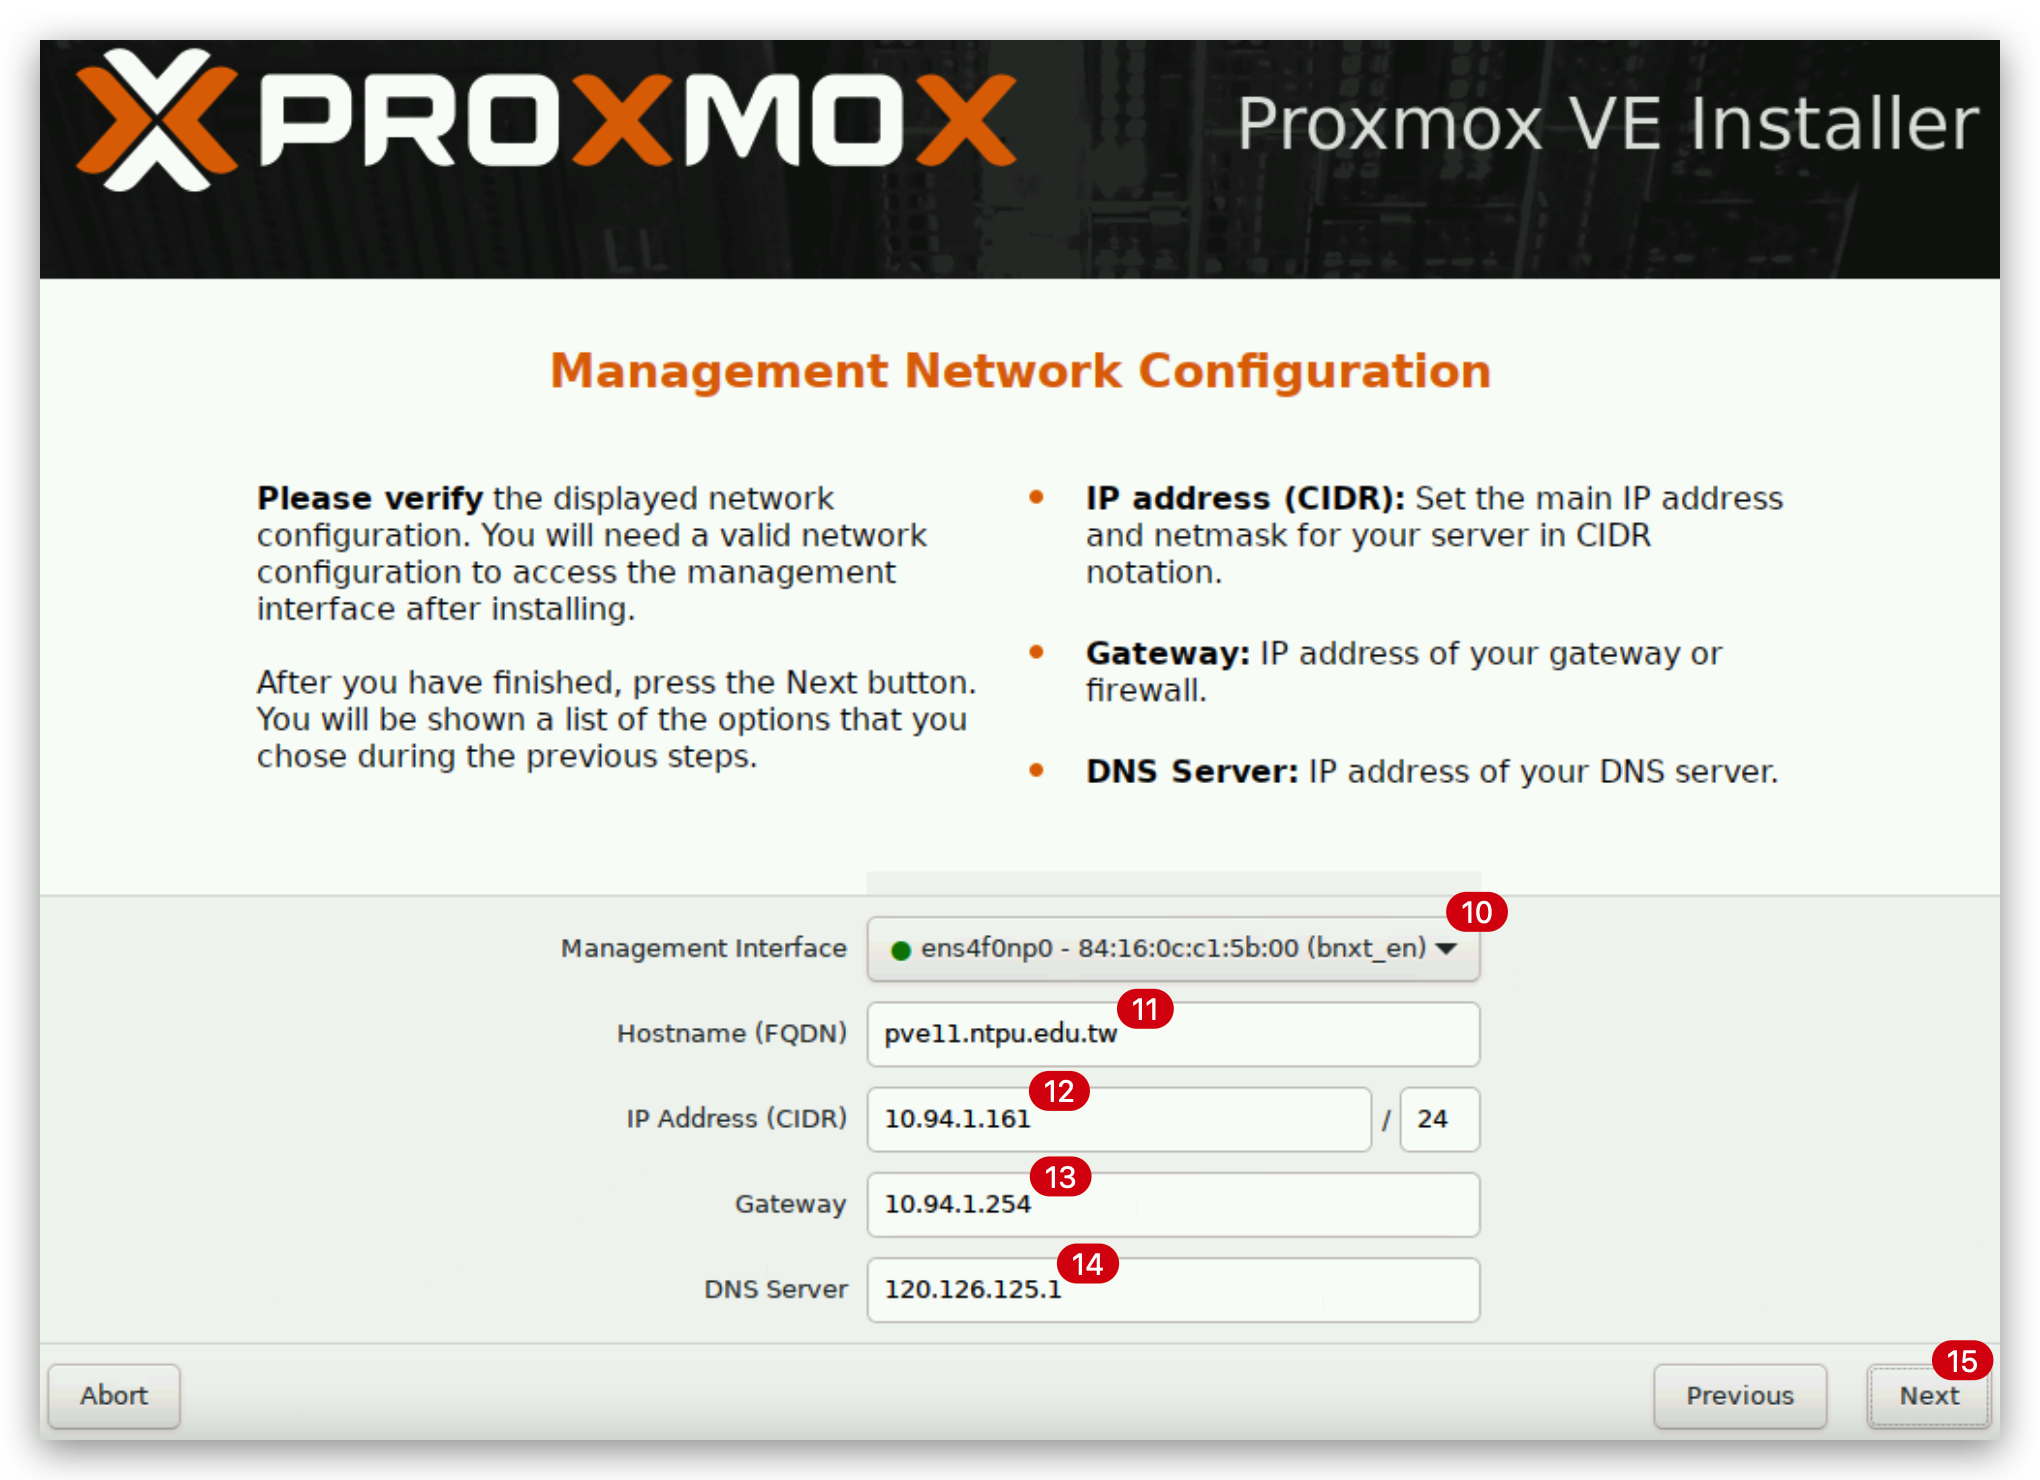 PROXMOX
Proxmox VE Installer
Management Network Configuration
Please verify the displayed network
configuration. You will need a valid network
configuration to access the management
interface after installing.
After you have finished, press the Next button.
You will be shown a list of the options that you
chose during the previous steps.
IP address (CIDR): Set the main IP address
and netmask for your server in CIDR
notation.
Gateway: IP address of your gateway or
firewall.
DNS Server: IP address of your DNS server.
10
Management Interface ens4f0np0 - 84:16:0c:c1:5b:00 (bnxt_en)
11
Hostname (FQDN) pve11.ntpu.edu.tw
12
IP Address (CIDR) 10.94.1.161 / 24
13
Gateway 10.94.1.254
14
DNS Server 120.126.125.1
15
Abort Previous Next